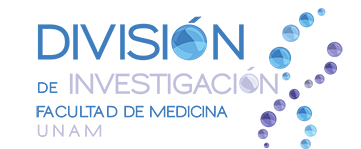 DIVISIÓN
DE INVESTIGACIÓN
FACULTAD DE MEDICINA
UNAM